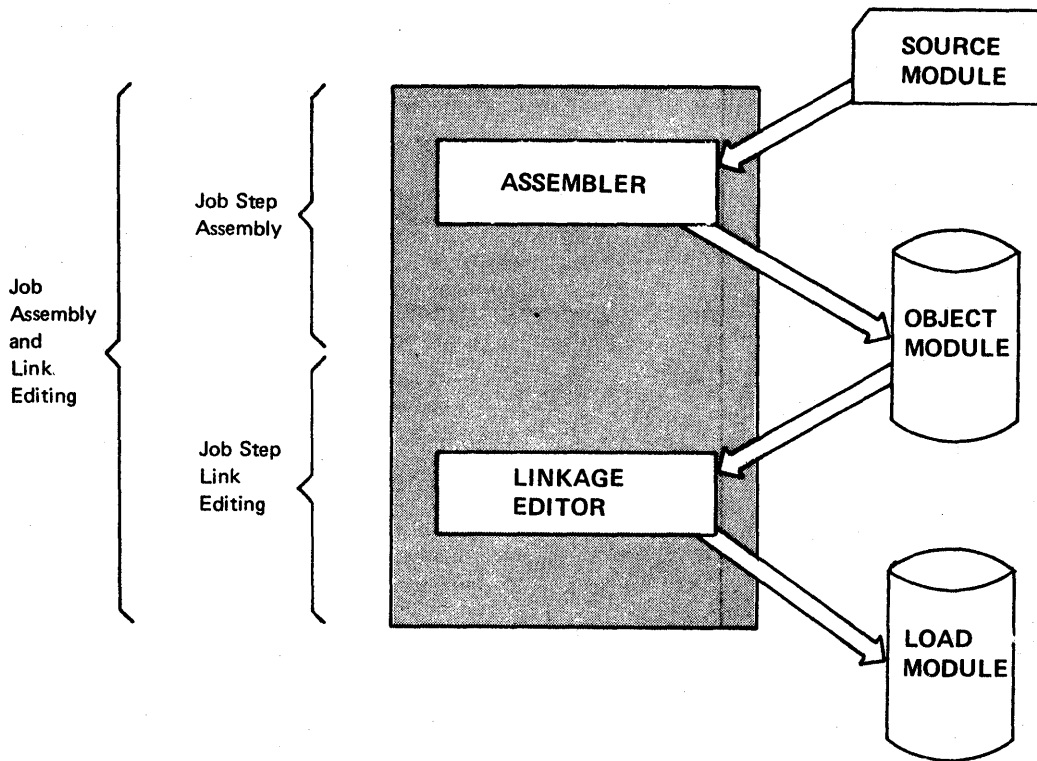 SOURCE
MODULE
ASSEMBLER
Job Step
Assembly
Job
Assembly
and
Link.
Editing
OBJECT
MODULE
Job Step
Link
Editing
LINKAGE
EDITOR
LOAD
MODULE